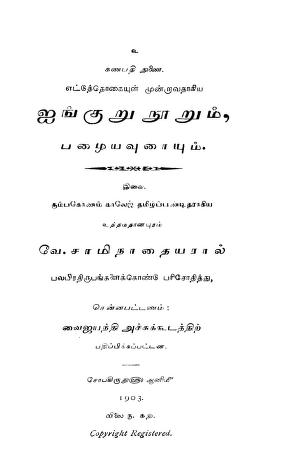 உ
கணபதி துணை.
எட்டுத்தொகையுள் மூன்றாவதாகிய
ஐங்குறு நூறும்,
பழையவுரையும்.
இவை
கும்பகோணம் காலேஜ் தமிழ்ப்பண்டிதராகிய
உத்தமதானபுரம்
வே. சாமிநாதையரால்
பலபிரதிரூபங்களைக்கொண்டு பரிசோதித்து,
சென்னபட்டணம்:
வைஜயந்தி அச்சுக்கூடத்திற்
பதிப்பிக்கப்பட்டன.
சோபகிருது௵ ஆனி௴
1903.
விலை ரூ.
Copyright Registered.